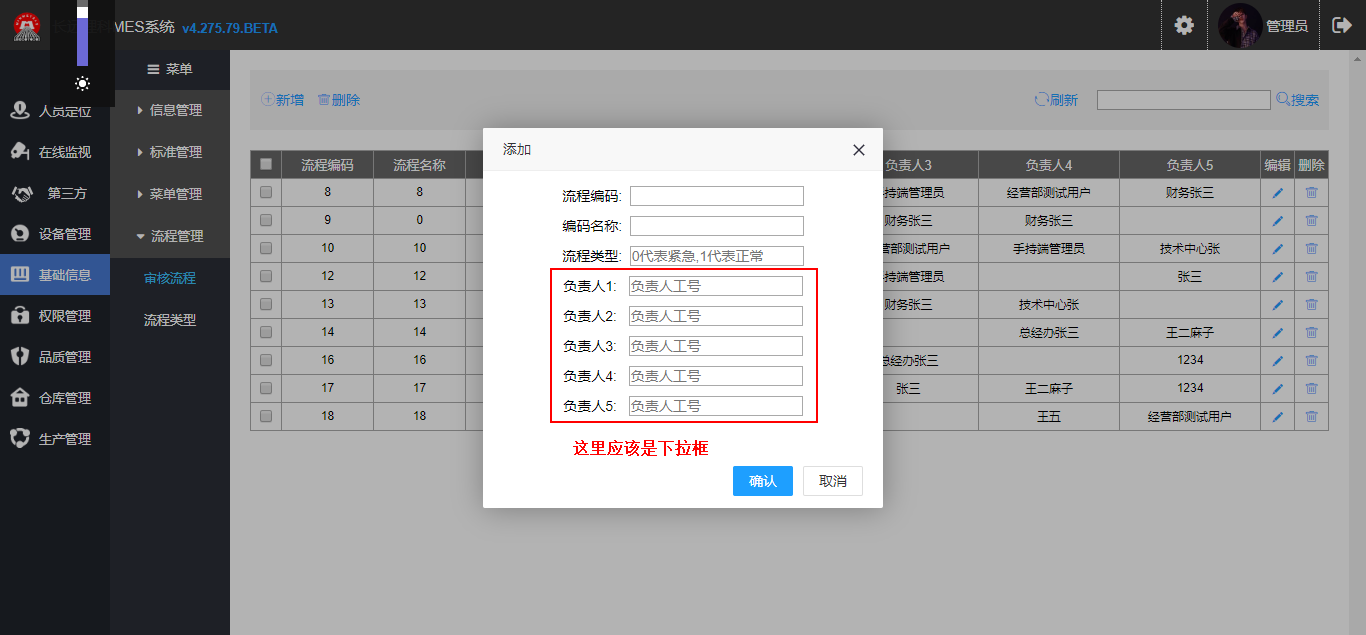 MES系统 v4.275.79.BETA
管理员
菜单
人员定位
在线监视
第三方
设备管理
基础信息
权限管理
品质管理
仓库管理
生产管理
信息管理
标准管理
菜单管理
流程管理
审核流程
流程类型
新增 删除 刷新 搜索
流程编码 流程名称 负责人3 负责人4 负责人5 编辑 删除
8 8 持端管理员 经营部测试用户 财务张三
9 0 财务张三 财务张三
10 10 部测试用户 手持端管理员 技术中心张
12 12 持端管理员 张三
13 13 财务张三 技术中心张
14 14 总经办张三 王二麻子
16 16 总经办张三 1234
17 17 张三 王二麻子 1234
18 18 王五 经营部测试用户
添加
流程编码:
编码名称:
流程类型: 0代表紧急,1代表正常
负责人1: 负责人工号
负责人2: 负责人工号
负责人3: 负责人工号
负责人4: 负责人工号
负责人5: 负责人工号
这里应该是下拉框
确认 取消